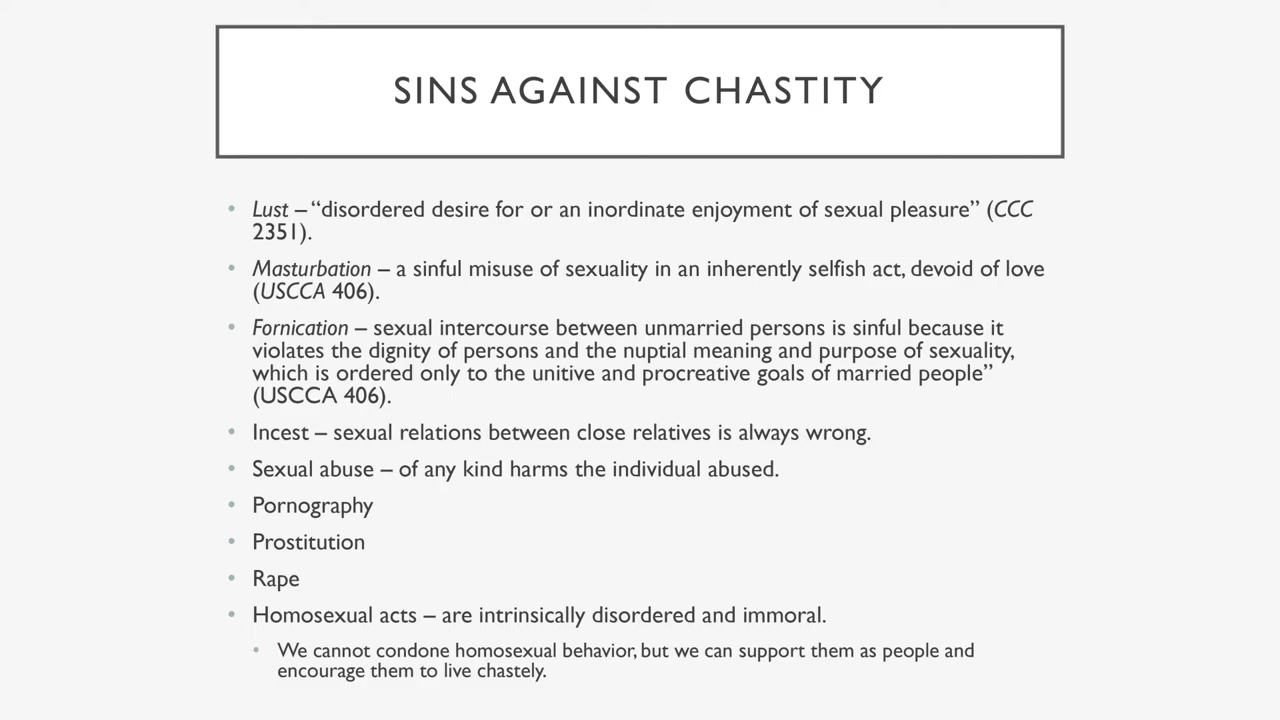 SINS AGAINST CHASTITY
• Lust – “disordered desire for or an inordinate enjoyment of sexual pleasure” (CCC
2351).
• Masturbation – a sinful misuse of sexuality in an inherently selfish act, devoid of love
(USCCA 406).
• Fornication – sexual intercourse between unmarried persons is sinful because it
violates the dignity of persons and the nuptial meaning and purpose of sexuality,
which is ordered only to the unitive and procreative goals of married people”
(USCCA 406).
• Incest – sexual relations between close relatives is always wrong.
• Sexual abuse – of any kind harms the individual abused.
• Pornography
• Prostitution
• Rape
• Homosexual acts – are intrinsically disordered and immoral.
• We cannot condone homosexual behavior, but we can support them as people and
encourage them to live chastely.